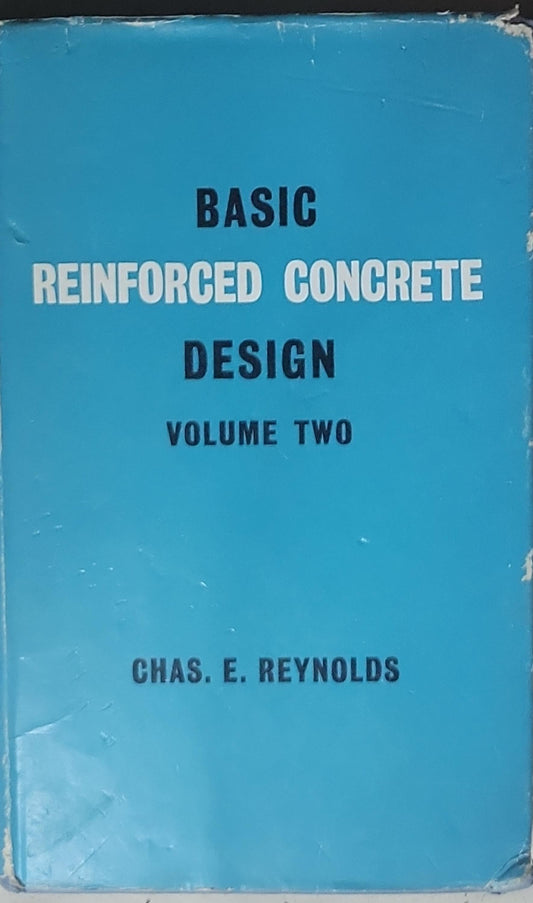 BASIC
REINFORCED CONCRETE
DESIGN
VOLUME TWO
CHAS. E. REYNOLDS